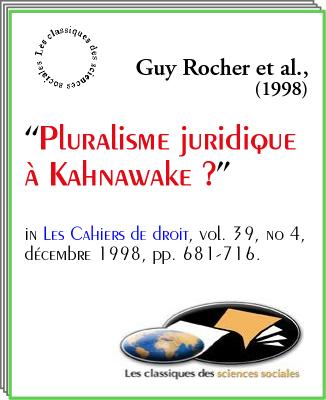 Les classiques des sciences sociales
Guy Rocher et al.,
(1998)
“Pluralisme juridique
à Kahnawake ?”
in Les Cahiers de droit, vol. 39, no 4,
décembre 1998, pp. 681-716.
Les classiques des sciences sociales